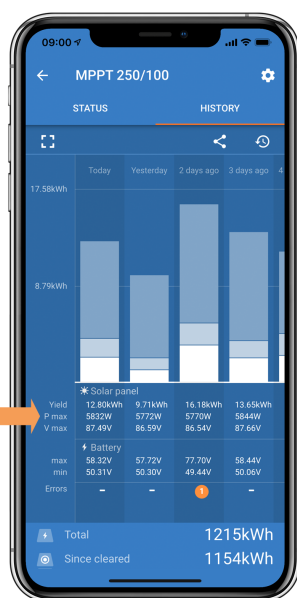 09:00
MPPT 250/100
STATUS HISTORY
Today Yesterday 2 days ago 3 days ago 4
17.58kWh
8.79kWh
Solar panel
Yield 12.80kWh 9.71kWh 16.18kWh 13.65kWh
P max 5832W 5772W 5770W 5844W
V max 87.49V 86.59V 86.54V 87.66V
Battery
max 58.32V 57.72V 77.70V 58.44V
min 50.31V 50.30V 49.44V 50.06V
Errors – – 1 –
Total 1215kWh
Since cleared 1154kWh